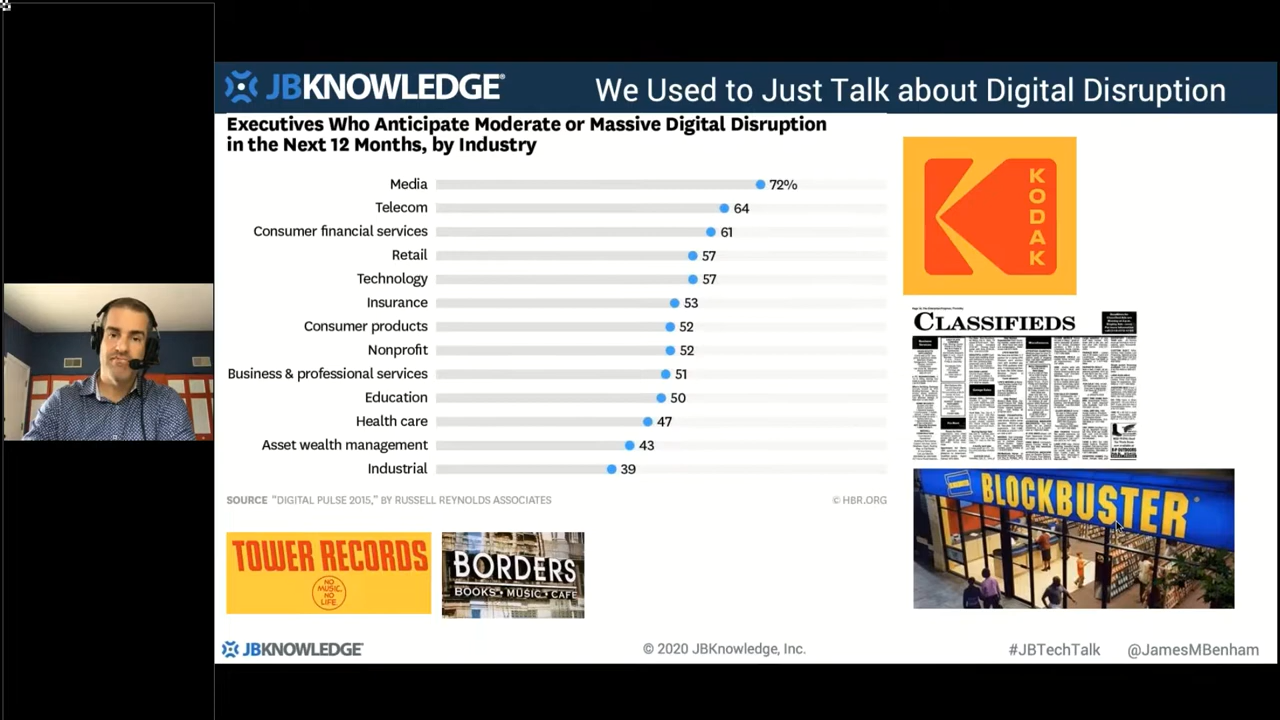 JBKNOWLEDGE®
We Used to Just Talk about Digital Disruption
Executives Who Anticipate Moderate or Massive Digital Disruption
in the Next 12 Months, by Industry
Media 72%
Telecom 64
Consumer financial services 61
Retail 57
Technology 57
Insurance 53
Consumer products 52
Nonprofit 52
Business & professional services 51
Education 50
Health care 47
Asset wealth management 43
Industrial 39
SOURCE "DIGITAL PULSE 2015," BY RUSSELL REYNOLDS ASSOCIATES
© HBR.ORG
KODAK
CLASSIFIEDS
BLOCKBUSTER
TOWER RECORDS
NO
MUSIC,
NO
LIFE.
BORDERS
BOOKS • MUSIC • CAFE
JBKNOWLEDGE
© 2020 JBKnowledge, Inc.
#JBTechTalk
@JamesMBenham